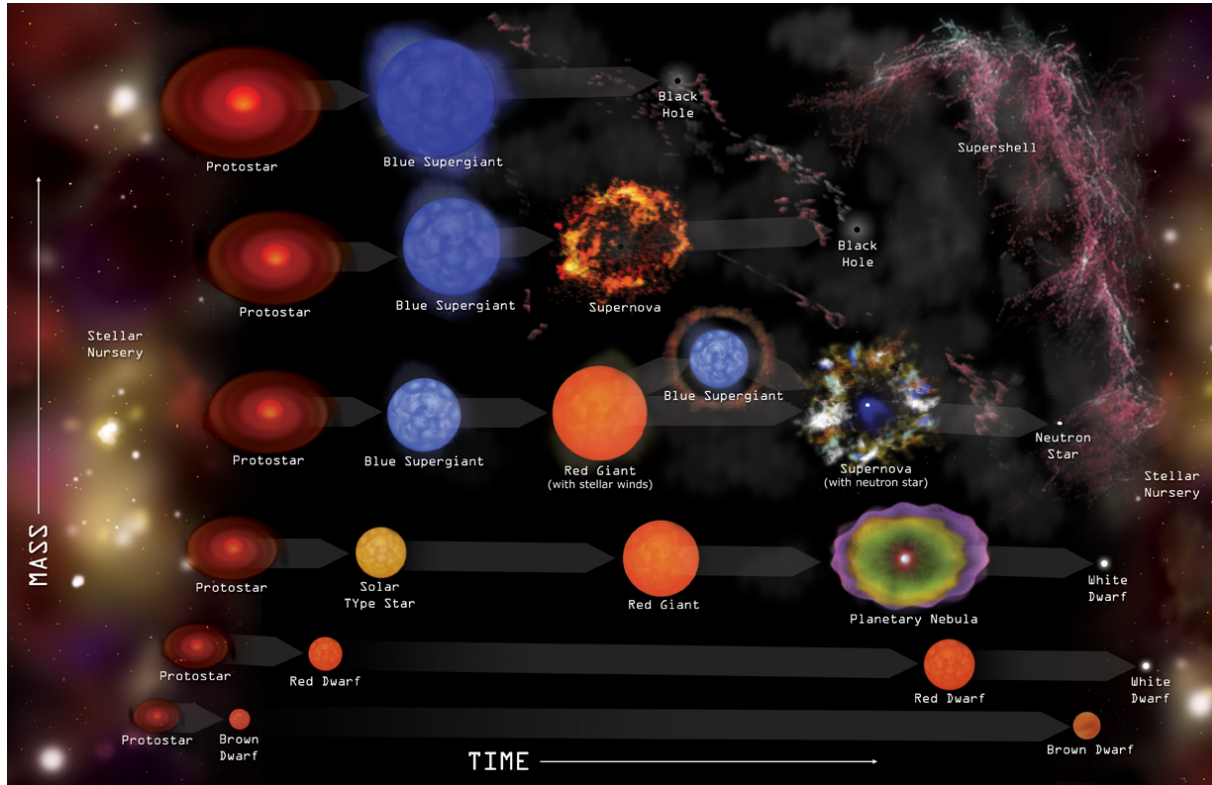 Protostar
Blue Supergiant
Black
Hole
Supershell
Protostar
Blue Supergiant
Supernova
Black
Hole
Stellar
Nursery
Protostar
Blue Supergiant
Red Giant
(with stellar winds)
Blue Supergiant
Supernova
(with neutron star)
Neutron
Star
Stellar
Nursery
MASS
Protostar
Solar
TYpe Star
Red Giant
Planetary Nebula
White
Dwarf
Protostar
Red Dwarf
Red Dwarf
White
Dwarf
Protostar
Brown
Dwarf
Brown Dwarf
TIME